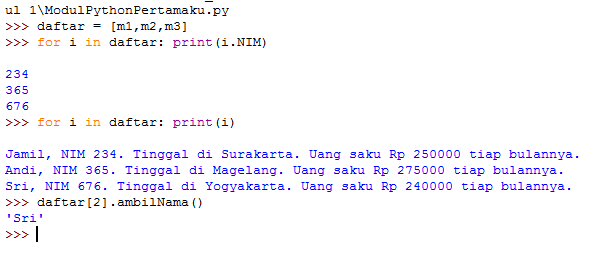 ul 1\ModulPythonPertamaku.py
>>> daftar = [m1,m2,m3]
>>> for i in daftar: print(i.NIM)
234
365
676
>>> for i in daftar: print(i)
Jamil, NIM 234. Tinggal di Surakarta. Uang saku Rp 250000 tiap bulannya.
Andi, NIM 365. Tinggal di Magelang. Uang saku Rp 275000 tiap bulannya.
Sri, NIM 676. Tinggal di Yogyakarta. Uang saku Rp 240000 tiap bulannya.
>>> daftar[2].ambilNama()
'Sri'
>>>